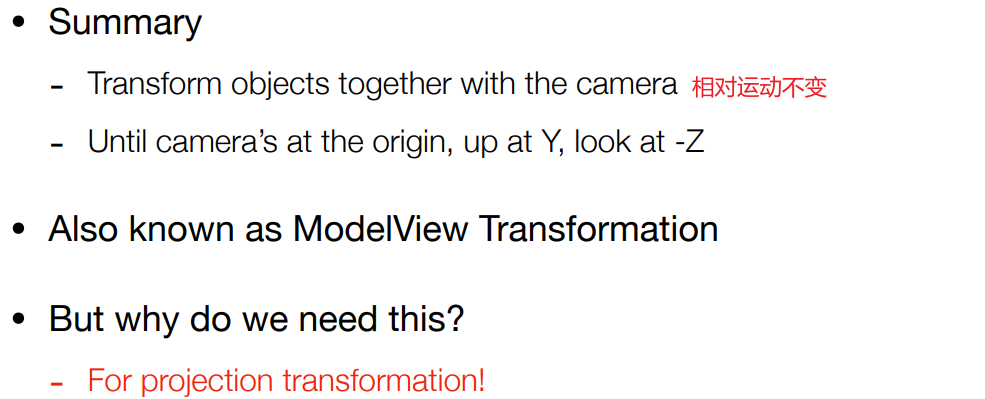 • Summary
- Transform objects together with the camera 相对运动不变
- Until camera’s at the origin, up at Y, look at -Z
• Also known as ModelView Transformation
• But why do we need this?
- For projection transformation!